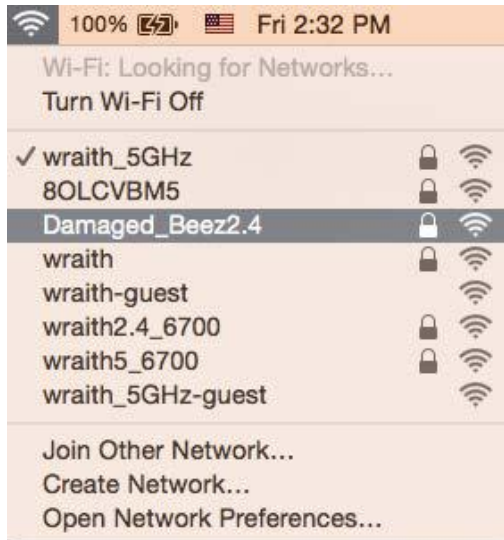 100% Fri 2:32 PM
Wi-Fi: Looking for Networks...
Turn Wi-Fi Off
✓ wraith_5GHz
8OLCVBM5
Damaged_Beez2.4
wraith
wraith-guest
wraith2.4_6700
wraith5_6700
wraith_5GHz-guest
Join Other Network...
Create Network...
Open Network Preferences...